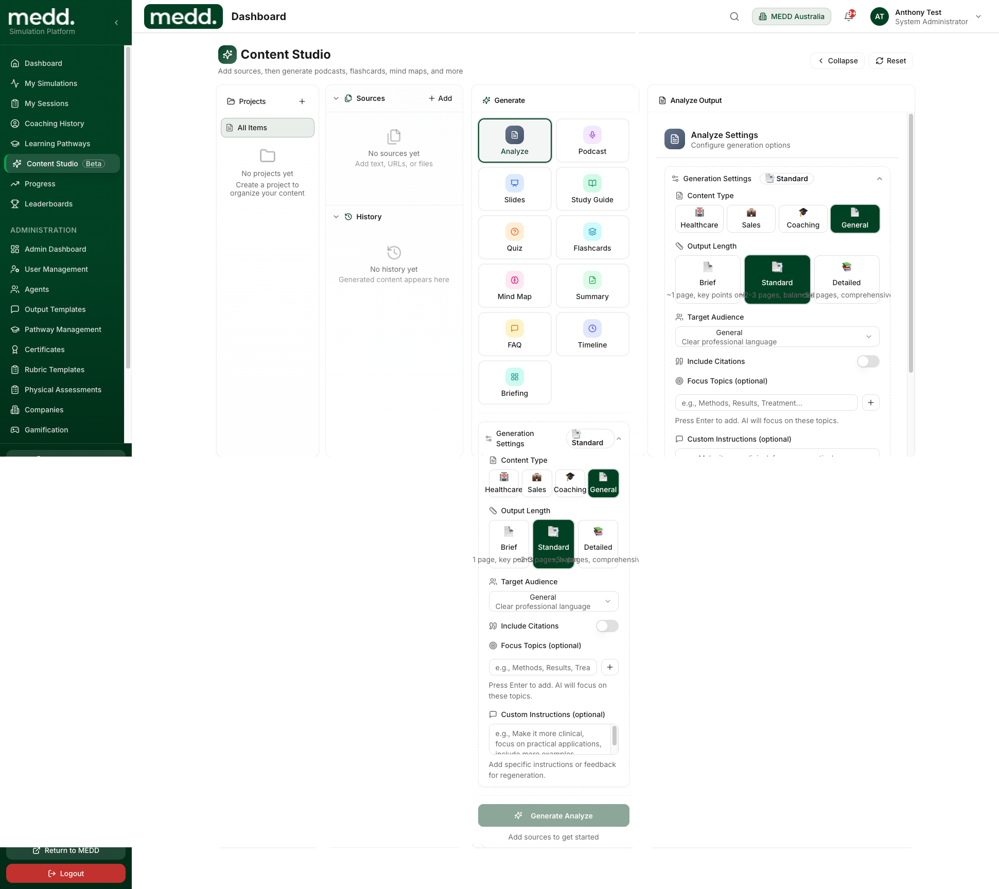 medd.
Simulation Platform
Dashboard
My Simulations
My Sessions
Coaching History
Learning Pathways
Content Studio Beta
Progress
Leaderboards
ADMINISTRATION
Admin Dashboard
User Management
Agents
Output Templates
Pathway Management
Certificates
Rubric Templates
Physical Assessments
Companies
Gamification
Return to MEDD
Logout
medd. Dashboard
MEDD Australia
9+
AT
Anthony Test
System Administrator
Content Studio
Add sources, then generate podcasts, flashcards, mind maps, and more
Collapse
Reset
Projects
All Items
No projects yet
Create a project to
organize your content
Sources
Add
No sources yet
Add text, URLs, or files
History
No history yet
Generated content appears here
Generate
Analyze
Podcast
Slides
Study Guide
Quiz
Flashcards
Mind Map
Summary
FAQ
Timeline
Briefing
Generation
Settings
Standard
Content Type
Healthcare
Sales
Coaching
General
Output Length
Brief
Standard
Detailed
1 page, key points
~2-3 pages,
pages, comprehensiv
Target Audience
General
Clear professional language
Include Citations
Focus Topics (optional)
e.g., Methods, Results, Trea
Press Enter to add. AI will focus on
these topics.
Custom Instructions (optional)
e.g., Make it more clinical,
focus on practical applications,
include more examples
Add specific instructions or feedback
for regeneration.
Generate Analyze
Add sources to get started
Analyze Output
Analyze Settings
Configure generation options
Generation Settings
Standard
Content Type
Healthcare
Sales
Coaching
General
Output Length
Brief
Standard
Detailed
~1 page, key points
2-3 pages, balanced
pages, comprehensive
Target Audience
General
Clear professional language
Include Citations
Focus Topics (optional)
e.g., Methods, Results, Treatment...
Press Enter to add. AI will focus on these topics.
Custom Instructions (optional)